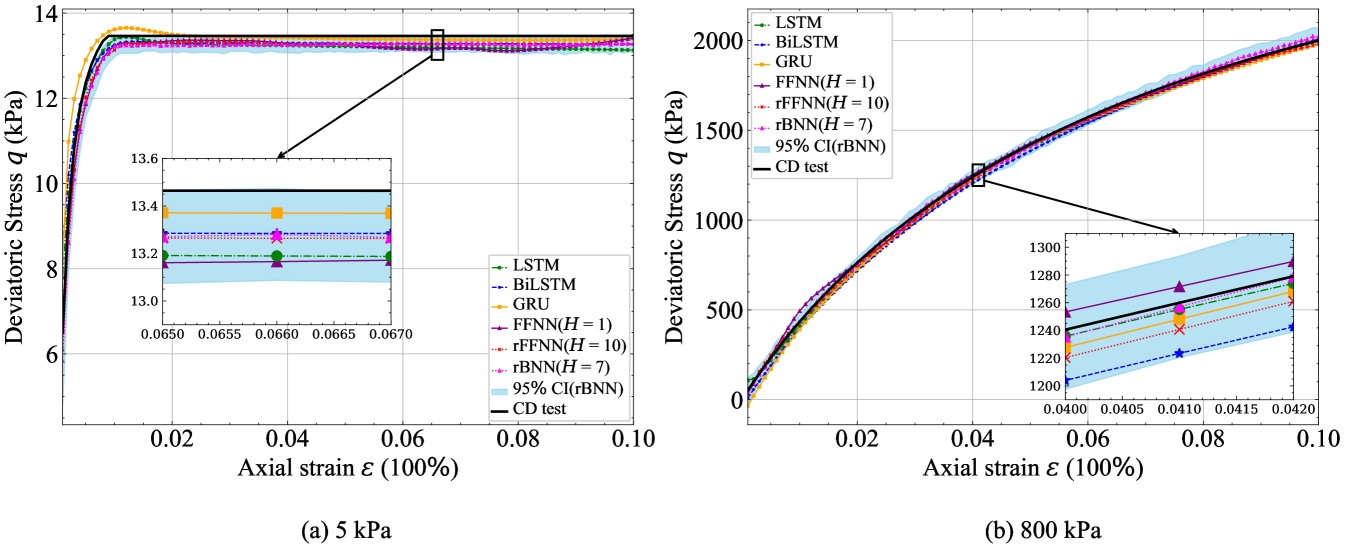 14
12
10
8
6
Deviatoric Stress q (kPa)
13.6
13.4
13.2
13.0
0.0650 0.0655 0.0660 0.0665 0.0670
LSTM
BiLSTM
GRU
FFNN(H = 1)
rFFNN(H = 10)
rBNN(H = 7)
95% CI(rBNN)
CD test
0.02 0.04 0.06 0.08 0.10
Axial strain ε (100%)
(a) 5 kPa
2000
1500
1000
500
0
Deviatoric Stress q (kPa)
LSTM
BiLSTM
GRU
FFNN(H = 1)
rFFNN(H = 10)
rBNN(H = 7)
95% CI(rBNN)
CD test
1300
1280
1260
1240
1220
1200
0.0400 0.0405 0.0410 0.0415 0.0420
0.02 0.04 0.06 0.08 0.10
Axial strain ε (100%)
(b) 800 kPa